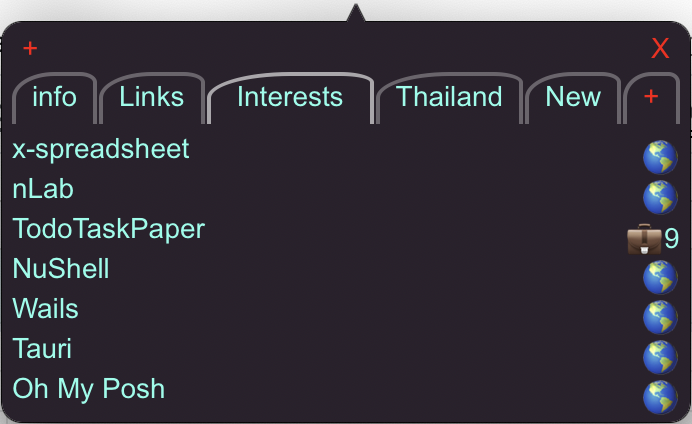 + X
info Links Interests Thailand New +
x-spreadsheet
nLab
TodoTaskPaper 9
NuShell
Wails
Tauri
Oh My Posh